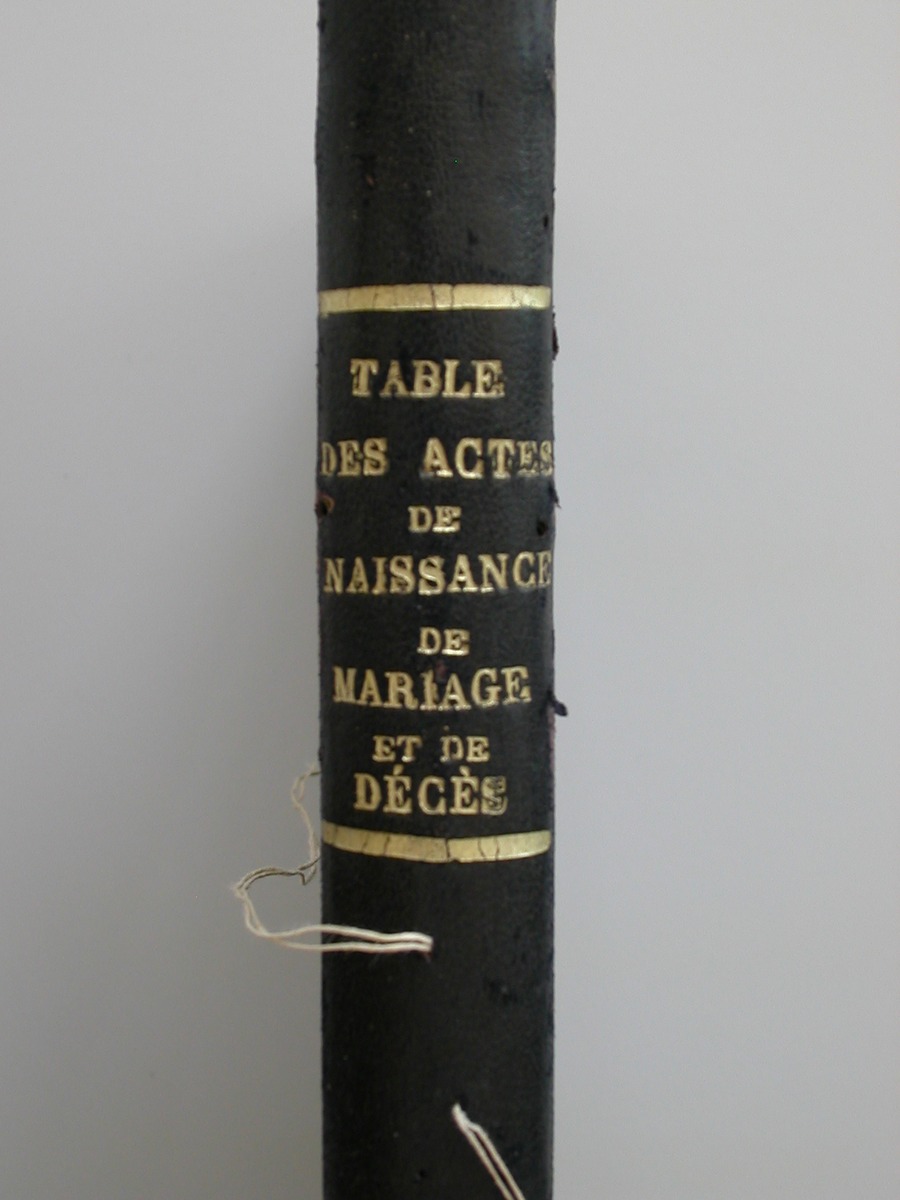 TABLE
DES ACTES
DE
NAISSANCE
DE
MARIAGE
ET DE
DÉCÈS